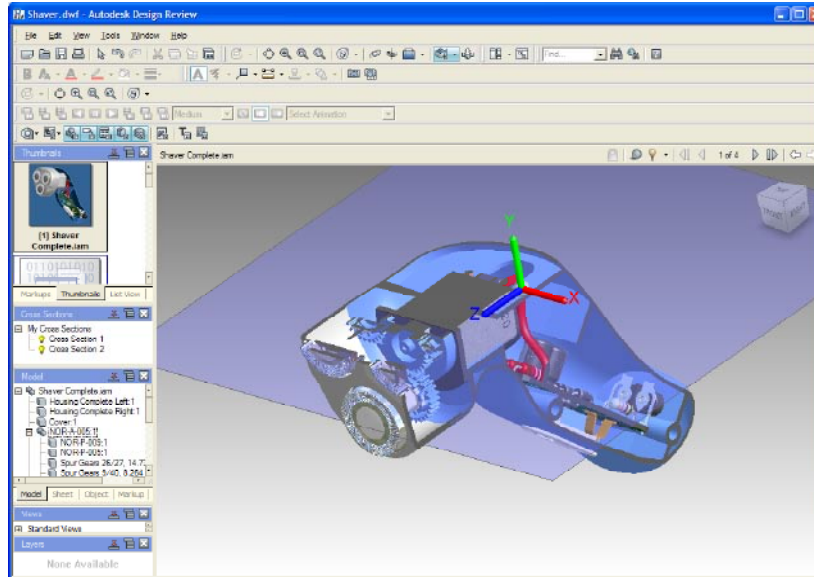 Shaver.dwf - Autodesk Design Review
File Edit View Tools Window Help
Find...
Medium Select Animation
Thumbnails
Shaver Complete.iam 1 of 4
[1] Shaver
Complete.iam
Markups Thumbnails List View
Cross Sections
My Cross Sections
Cross Section 1
Cross Section 2
Model
Shaver Complete.iam
Housing Complete Left:1
Housing Complete Right:1
Cover:1
NOR-A-005:1
NOR-P-009:1
NOR-P-005:1
Spur Gears 26/27, 14.7
Spur Gears 5/40, 8.264
Model Sheet Object Markup
Views
Standard Views
Layers
None Available
Y
X
Z
FRONT RIGHT